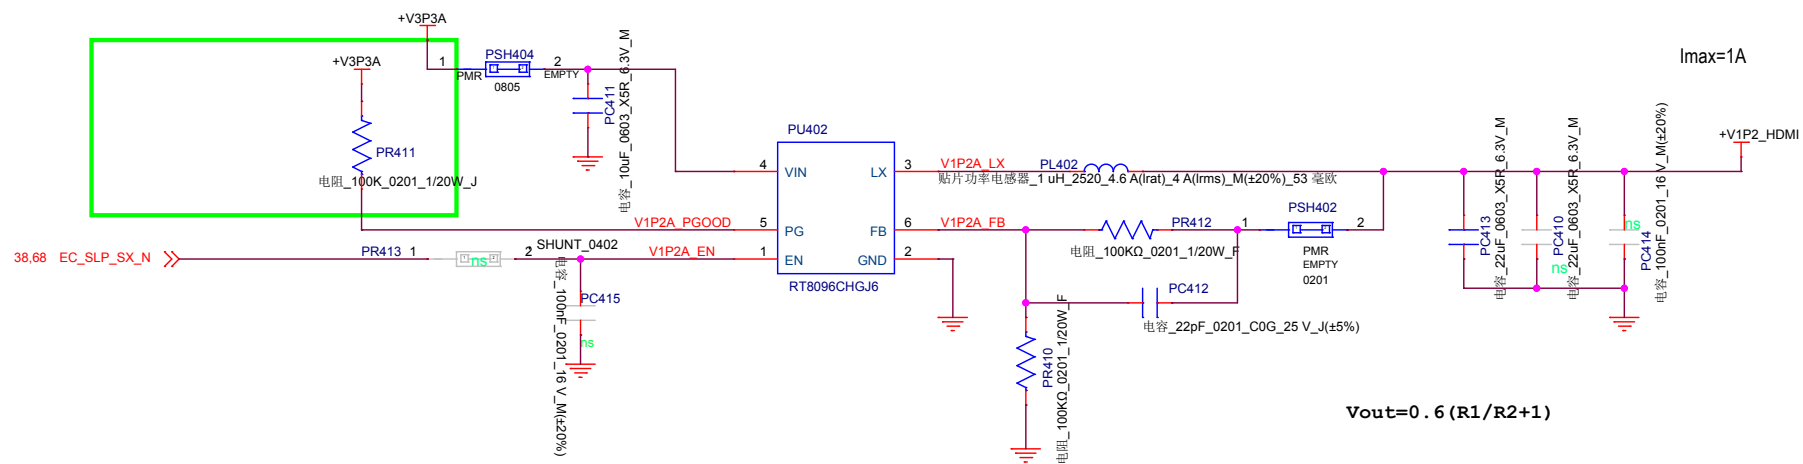 +V3P3A
+V3P3A
1
PSH404
2
PMR
EMPTY
0805
PC411
电容_10uF_0603_X5R_6.3V_M
PR411
电阻_100K_0201_1/20W_J
PU402
4
VIN
LX
3
V1P2A_LX
PL402
贴片功率电感器_1 uH_2520_4.6 A(Irat)_4 A(Irms)_M(±20%)_53 毫欧
V1P2A_PGOOD
5
PG
FB
6
V1P2A_FB
PR412
电阻_100KΩ_0201_1/20W_F
1
PSH402
2
PMR
EMPTY
0201
38,68
EC_SLP_SX_N
PR413
1
ns
2
SHUNT_0402
V1P2A_EN
1
EN
GND
2
RT8096CHGJ6
PC415
ns
电容_100nF_0201_16 V_M(±20%)
PC412
电容_22pF_0201_C0G_25 V_J(±5%)
PR410
电阻_100KΩ_0201_1/20W_F
Imax=1A
+V1P2_HDMI
PC413
电容_22uF_0603_X5R_6.3V_M
PC410
ns
电容_22uF_0603_X5R_6.3V_M
ns
PC414
电容_100nF_0201_16 V_M(±20%)
Vout=0.6(R1/R2+1)